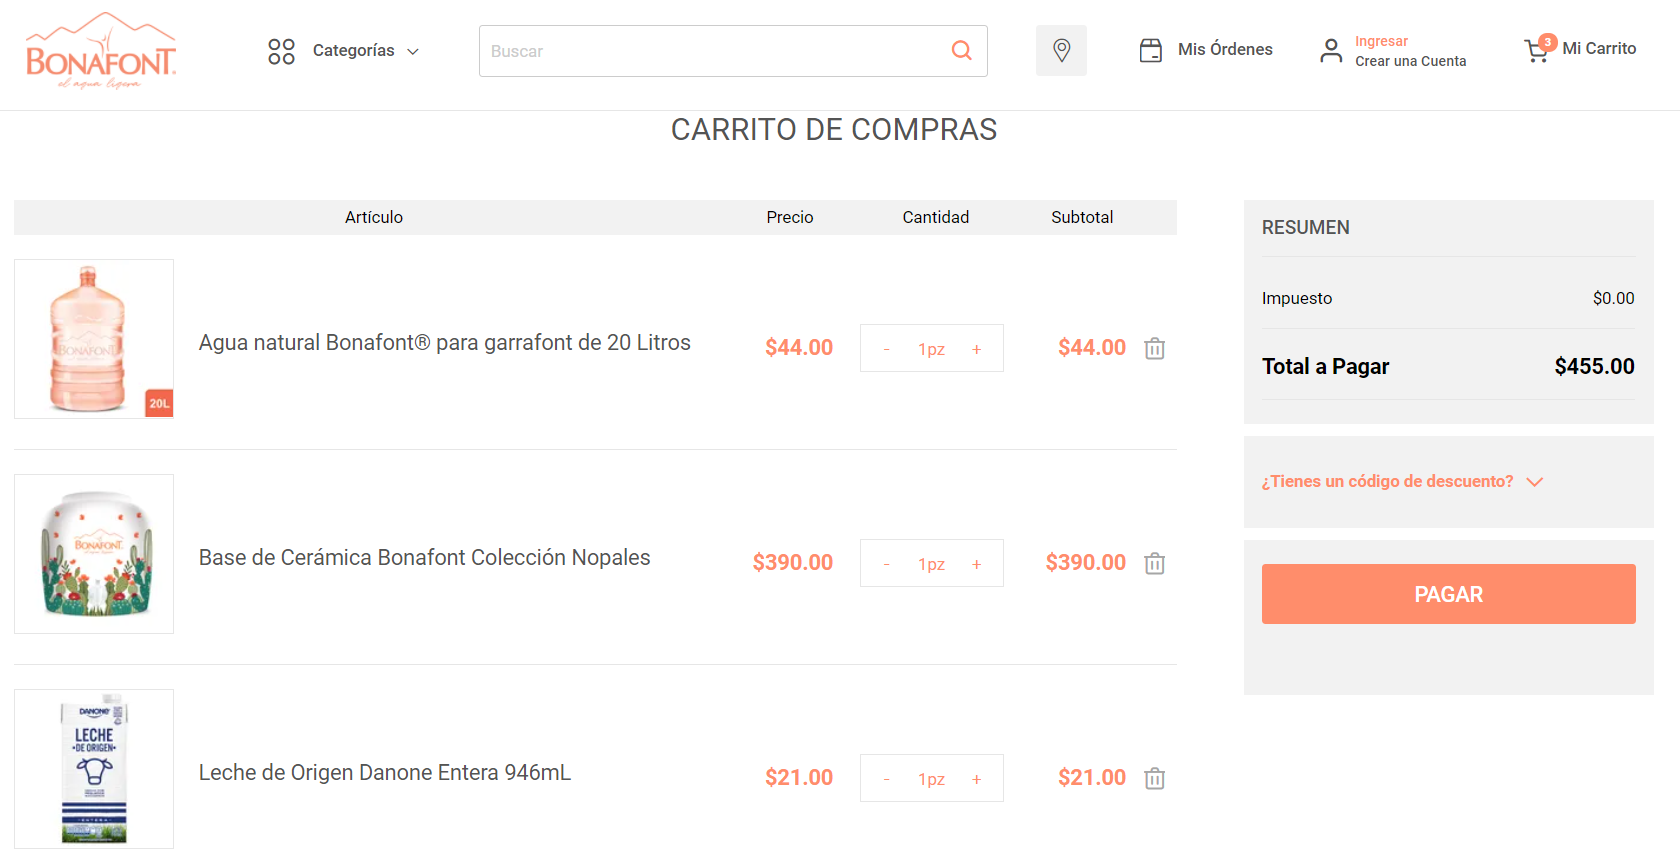 BONAFONT
el agua ligera
Categorías
Buscar
Mis Órdenes
Ingresar
Crear una Cuenta
3
Mi Carrito
CARRITO DE COMPRAS
Artículo Precio Cantidad Subtotal
BONAFONT
20L
Agua natural Bonafont® para garrafont de 20 Litros
$44.00 - 1pz + $44.00
BONAFONT
Base de Cerámica Bonafont Colección Nopales
$390.00 - 1pz + $390.00
DANONE
LECHE
DE ORIGEN
ENTERA
Leche de Origen Danone Entera 946mL
$21.00 - 1pz + $21.00
RESUMEN
Impuesto $0.00
Total a Pagar $455.00
¿Tienes un código de descuento?
PAGAR